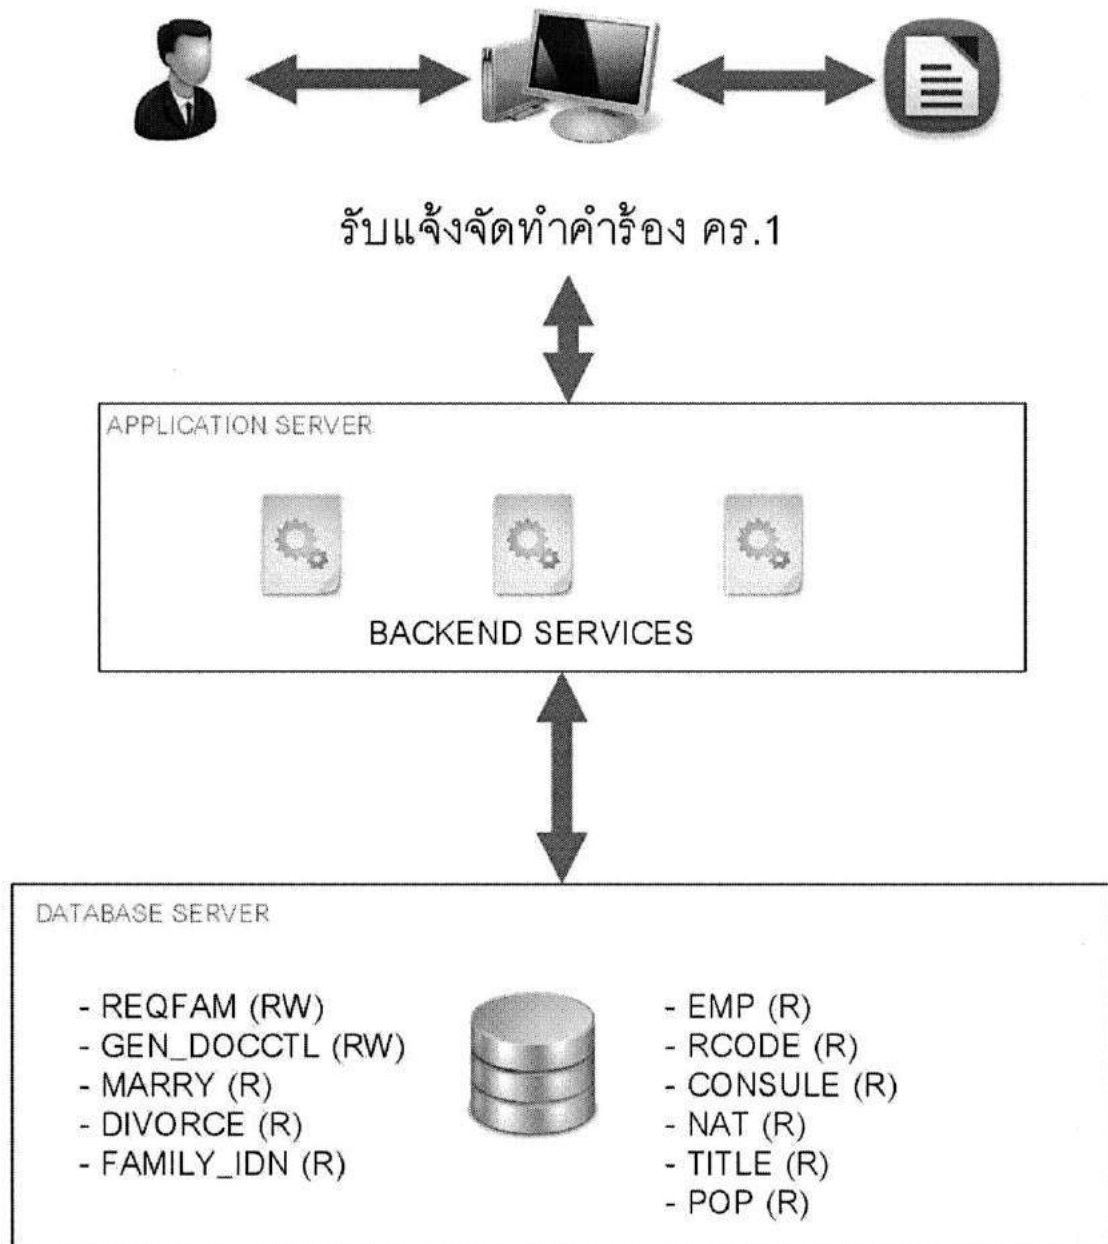 รับแจ้งจัดทำคำร้อง คร.1
APPLICATION SERVER
BACKEND SERVICES
DATABASE SERVER
- REQFAM (RW)
- GEN_DOCCTL (RW)
- MARRY (R)
- DIVORCE (R)
- FAMILY_IDN (R)
- EMP (R)
- RCODE (R)
- CONSULE (R)
- NAT (R)
- TITLE (R)
- POP (R)